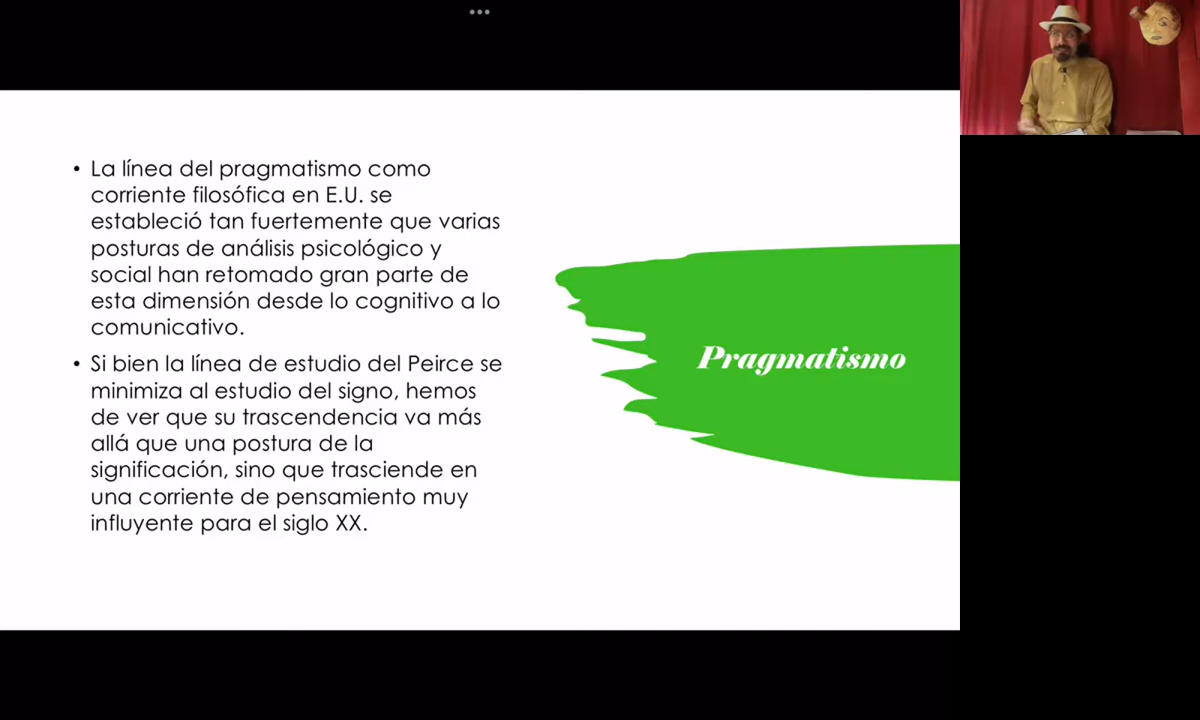 • La línea del pragmatismo como
corriente filosófica en E.U. se
estableció tan fuertemente que varias
posturas de análisis psicológico y
social han retomado gran parte de
esta dimensión desde lo cognitivo a lo
comunicativo.
• Si bien la línea de estudio del Peirce se
minimiza al estudio del signo, hemos
de ver que su trascendencia va más
allá que una postura de la
significación, sino que trasciende en
una corriente de pensamiento muy
influyente para el siglo XX.
Pragmatismo